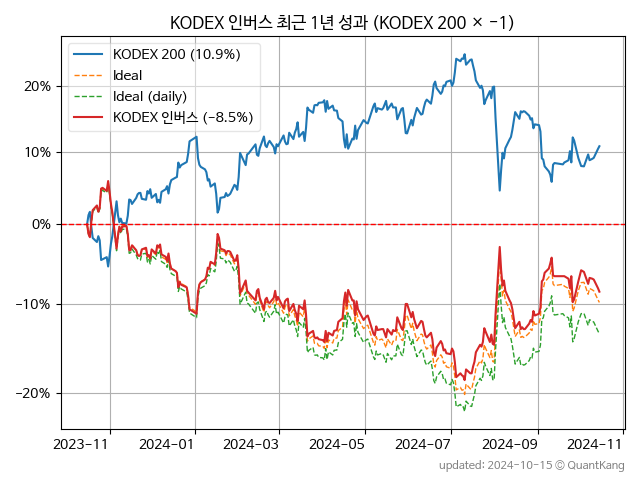 KODEX 인버스 최근 1년 성과 (KODEX 200 × −1)
KODEX 200 (10.9%)
Ideal
Ideal (daily)
KODEX 인버스 (−8.5%)
20%
10%
0%
−10%
−20%
2023−11 2024−01 2024−03 2024−05 2024−07 2024−09 2024−11
updated: 2024-10-15 ⓒ QuantKang